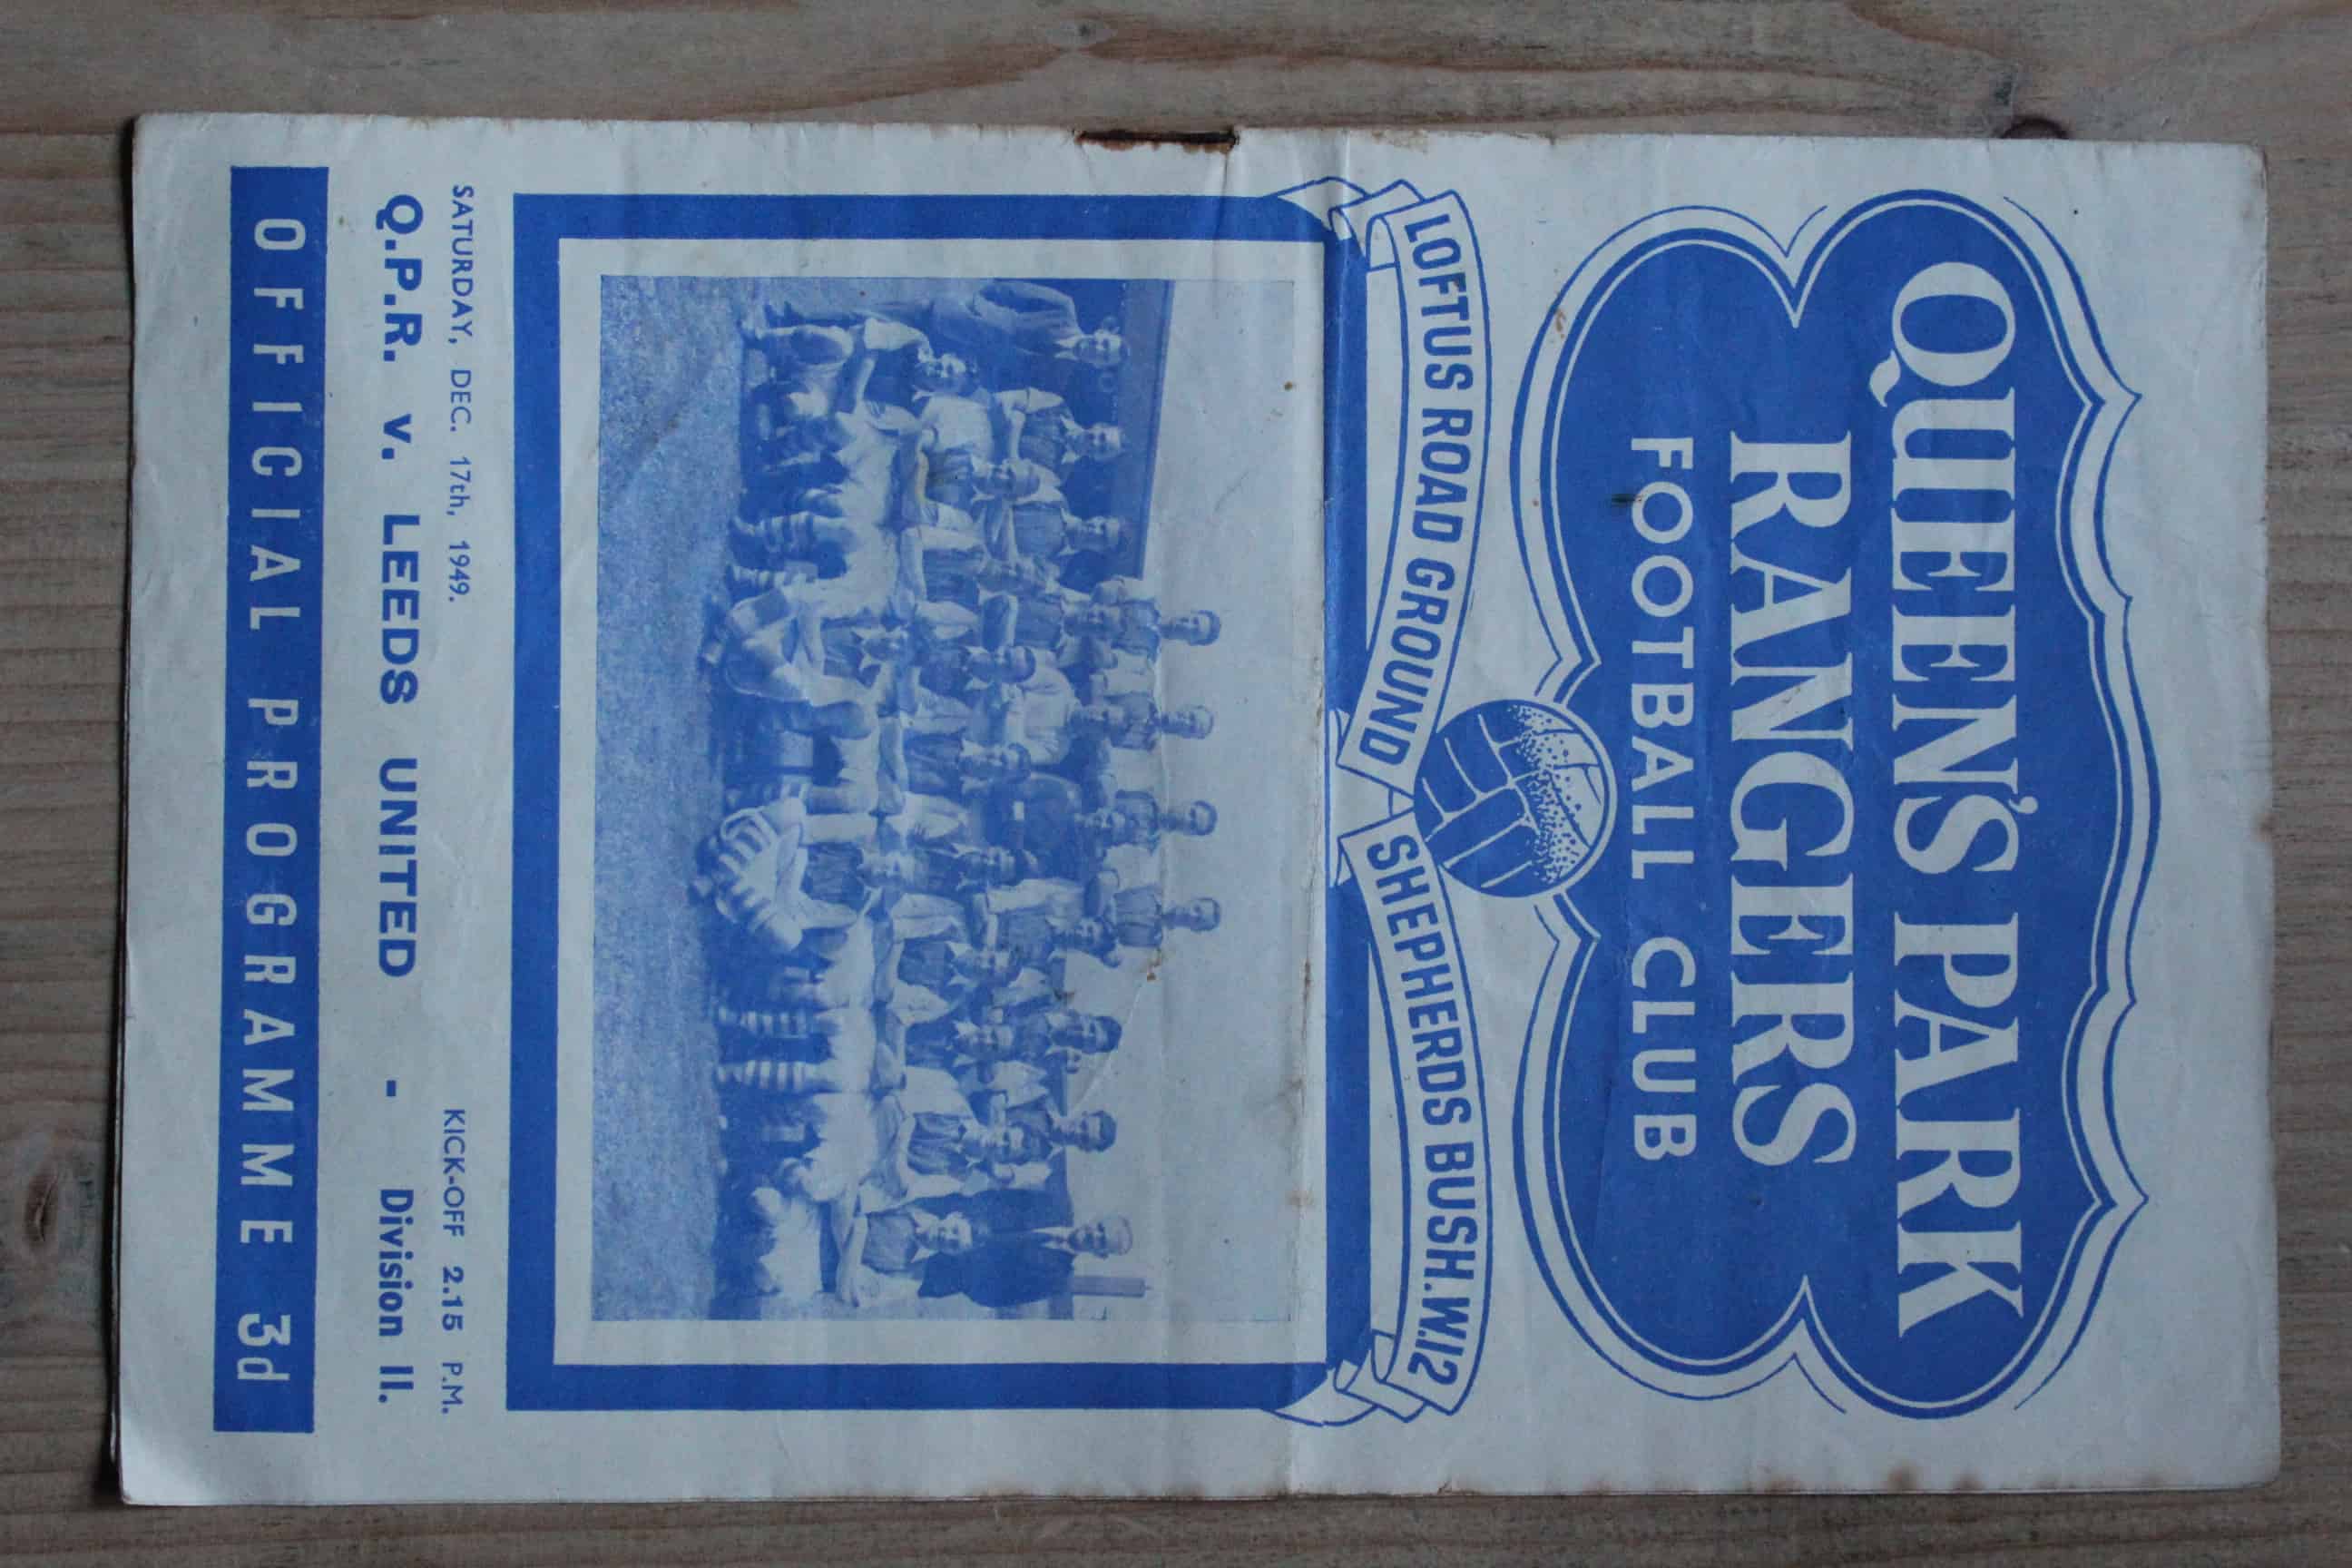 QUEEN'S PARK
RANGERS
FOOTBALL CLUB
LOFTUS ROAD GROUND
SHEPHERDS BUSH. W.12
SATURDAY, DEC. 17th, 1949.
KICK-OFF 2.15 P.M.
Q.P.R. v. LEEDS UNITED - Division II.
OFFICIAL PROGRAMME 3d